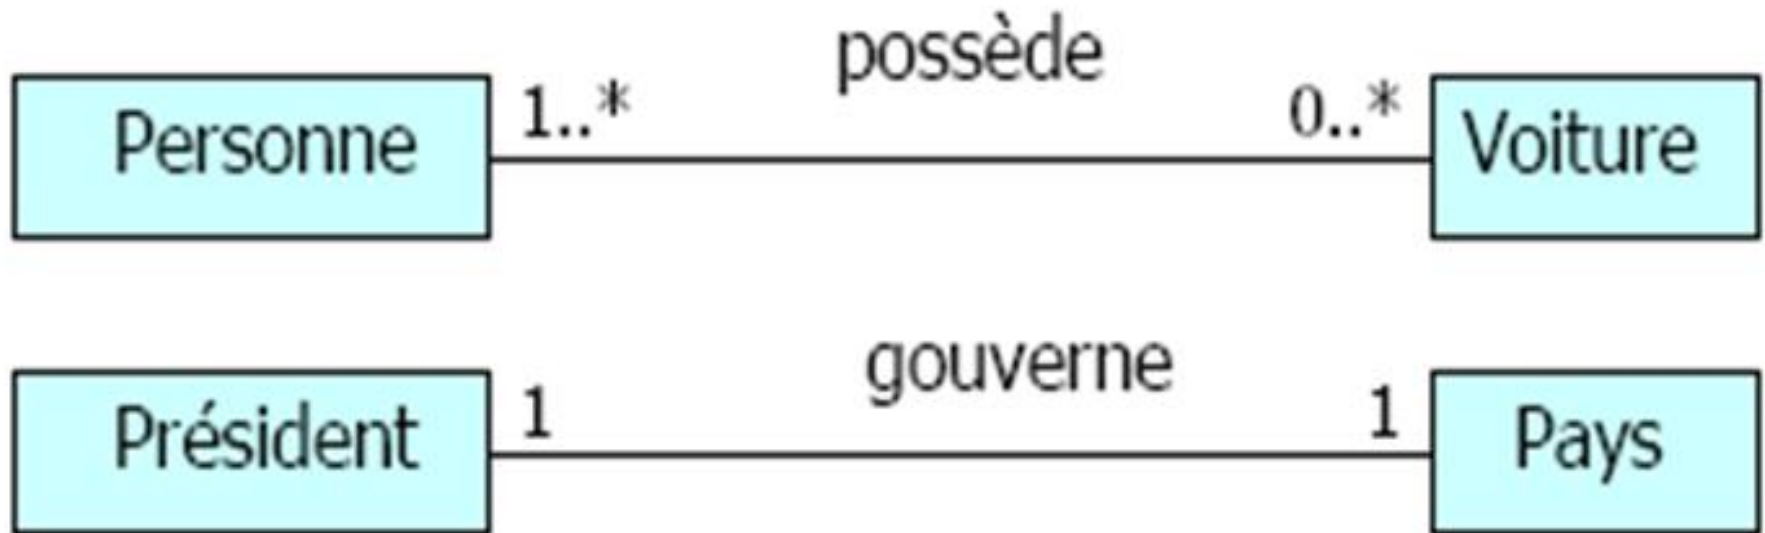 possède
Personne 1..* 0..* Voiture
gouverne
Président 1 1 Pays